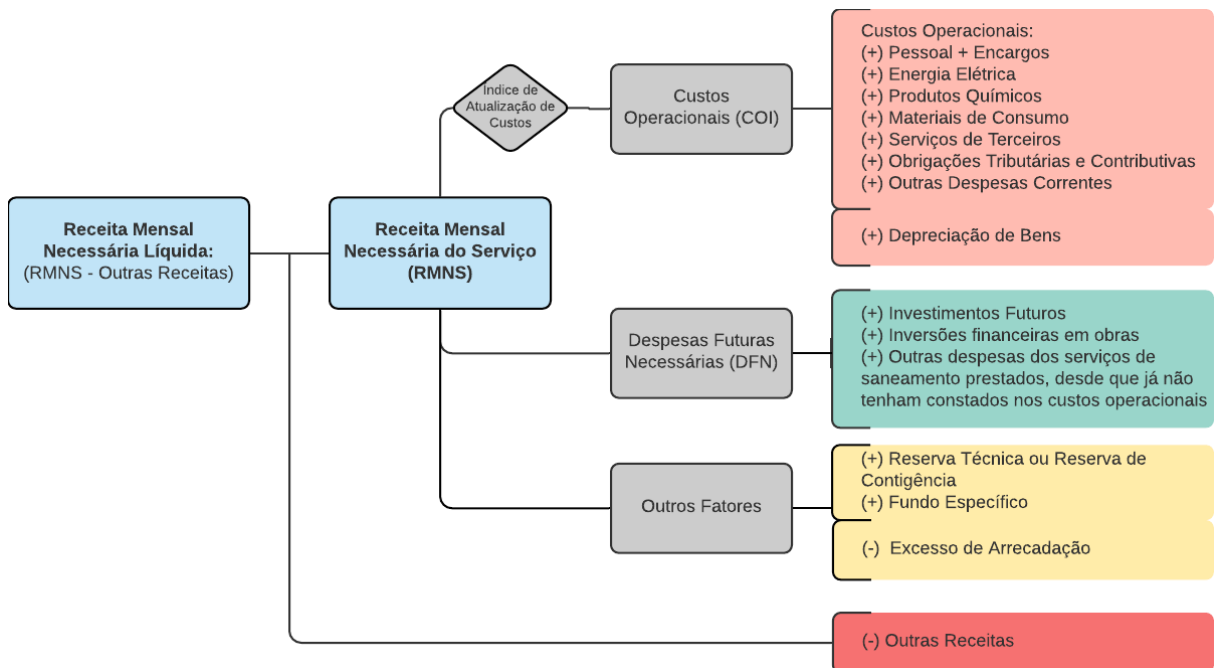 Receita Mensal
Necessária Líquida:
(RMNS - Outras Receitas)
Receita Mensal
Necessária do Serviço
(RMNS)
Índice de
Atualização de
Custos
Custos
Operacionais (COI)
Custos Operacionais:
(+) Pessoal + Encargos
(+) Energia Elétrica
(+) Produtos Químicos
(+) Materiais de Consumo
(+) Serviços de Terceiros
(+) Obrigações Tributárias e Contributivas
(+) Outras Despesas Correntes
(+) Depreciação de Bens
Despesas Futuras
Necessárias (DFN)
(+) Investimentos Futuros
(+) Inversões financeiras em obras
(+) Outras despesas dos serviços de
saneamento prestados, desde que já não
tenham constados nos custos operacionais
Outros Fatores
(+) Reserva Técnica ou Reserva de
Contigência
(+) Fundo Específico
(-) Excesso de Arrecadação
(-) Outras Receitas